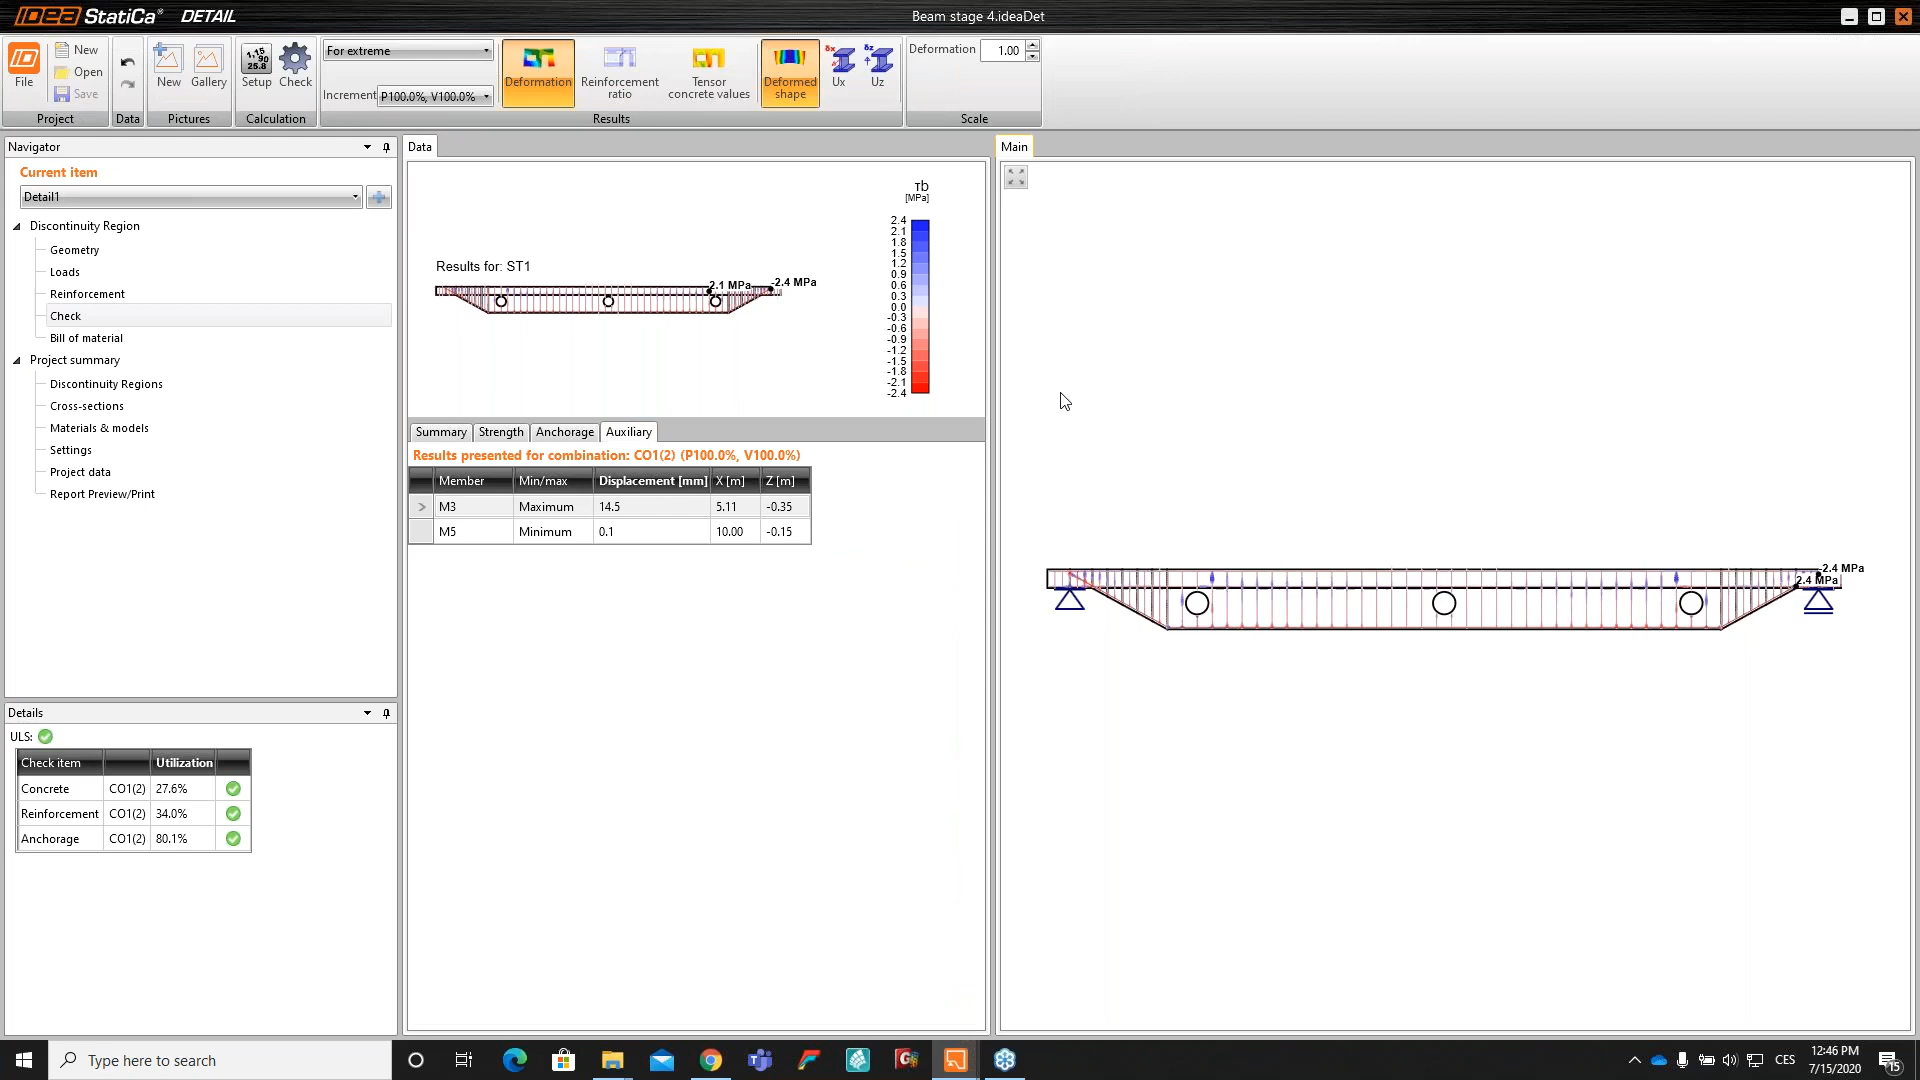 IDEA StatiCa® DETAIL
Beam stage 4.ideaDet
File
New
Open
Save
Project
Data
New
Gallery
Pictures
Setup
Check
Calculation
For extreme
Increment P100.0%, V100.0%
Deformation
Reinforcement ratio
Tensor concrete values
Deformed shape
Ux
Uz
Results
Deformation 1.00
Scale
Navigator
Current item
Detail1
Discontinuity Region
Geometry
Loads
Reinforcement
Check
Bill of material
Project summary
Discontinuity Regions
Cross-sections
Materials & models
Settings
Project data
Report Preview/Print
Details
ULS:
Check item Utilization
Concrete CO1(2) 27.6%
Reinforcement CO1(2) 34.0%
Anchorage CO1(2) 80.1%
Data
τb
[MPa]
2.4
2.1
1.8
1.5
1.2
0.9
0.6
0.3
0.0
-0.3
-0.6
-0.9
-1.2
-1.5
-1.8
-2.1
-2.4
Results for: ST1
2.1 MPa -2.4 MPa
Summary Strength Anchorage Auxiliary
Results presented for combination: CO1(2) (P100.0%, V100.0%)
Member Min/max Displacement [mm] X [m] Z [m]
> M3 Maximum 14.5 5.11 -0.35
M5 Minimum 0.1 10.00 -0.15
Main
-2.4 MPa
2.4 MPa
Type here to search
CES
12:46 PM
7/15/2020
15